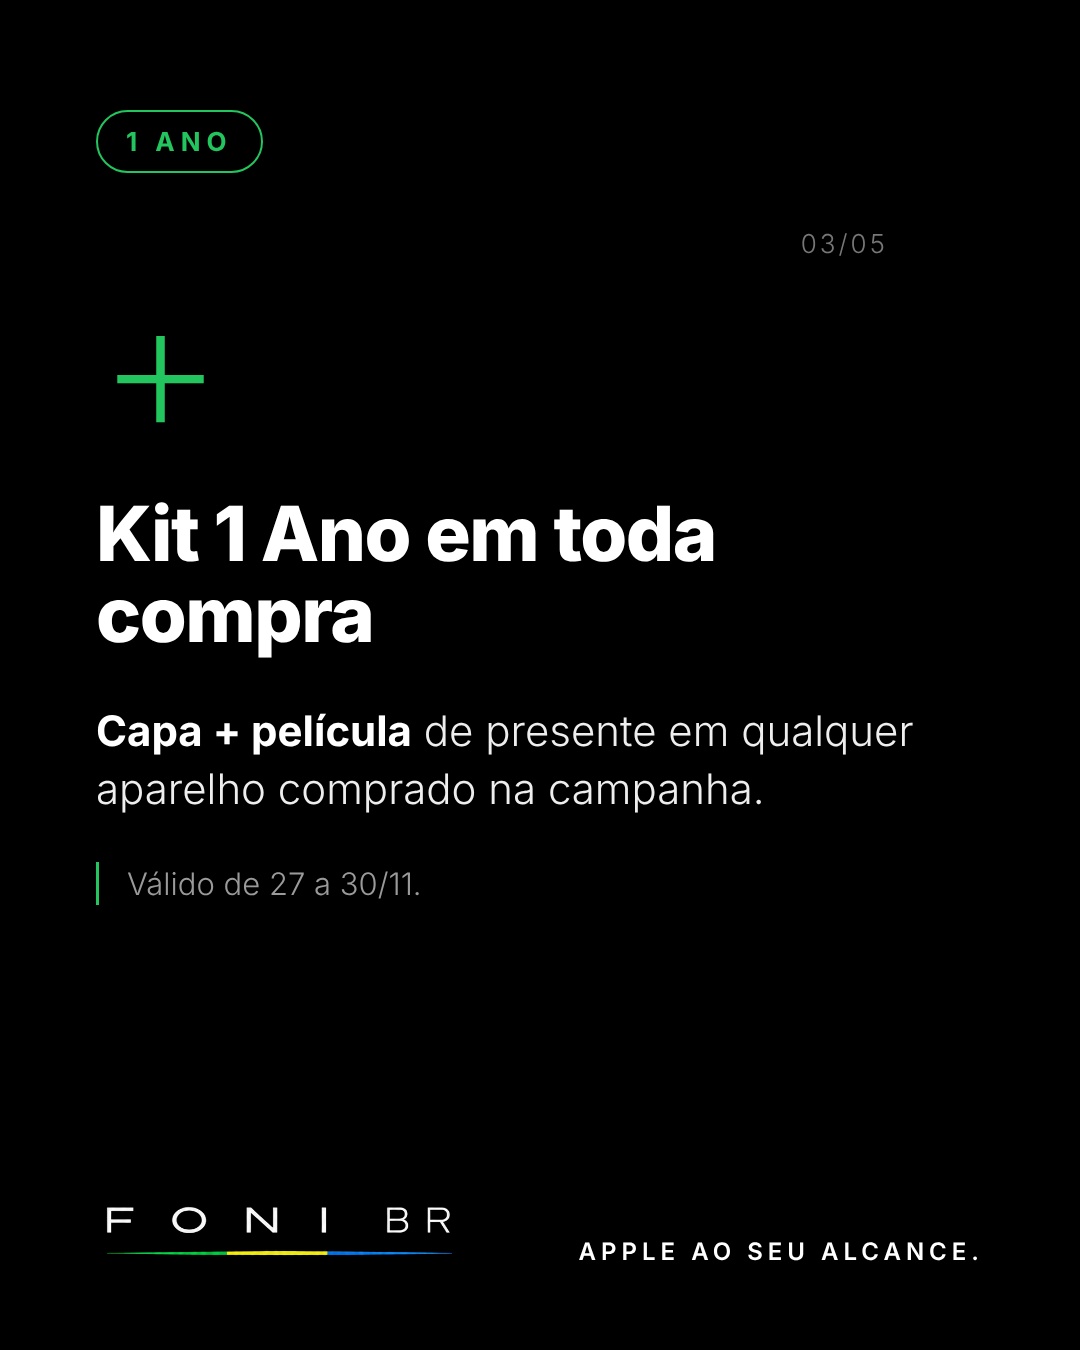 1 ANO
03/05
+
Kit 1 Ano em toda
compra
Capa + película de presente em qualquer
aparelho comprado na campanha.
Válido de 27 a 30/11.
FONI BR
APPLE AO SEU ALCANCE.